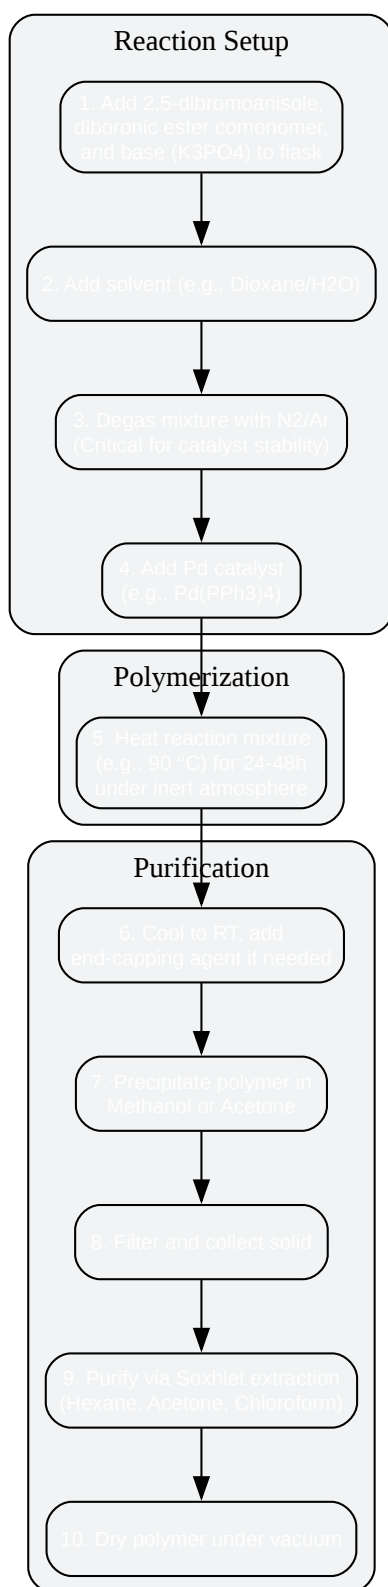 Reaction Setup
1. Add 2,5-dibromoanisole,
diboronic ester comonomer,
and base (K3PO4) to flask
2. Add solvent (e.g., Dioxane/H2O)
3. Degas mixture with N2/Ar
(Critical for catalyst stability)
4. Add Pd catalyst
(e.g., Pd(PPh3)4)
Polymerization
5. Heat reaction mixture
(e.g., 90 °C) for 24-48h
under inert atmosphere
Purification
6. Cool to RT, add
end-capping agent if needed
7. Precipitate polymer in
Methanol or Acetone
8. Filter and collect solid
9. Purify via Soxhlet extraction
(Hexane, Acetone, Chloroform)
10. Dry polymer under vacuum